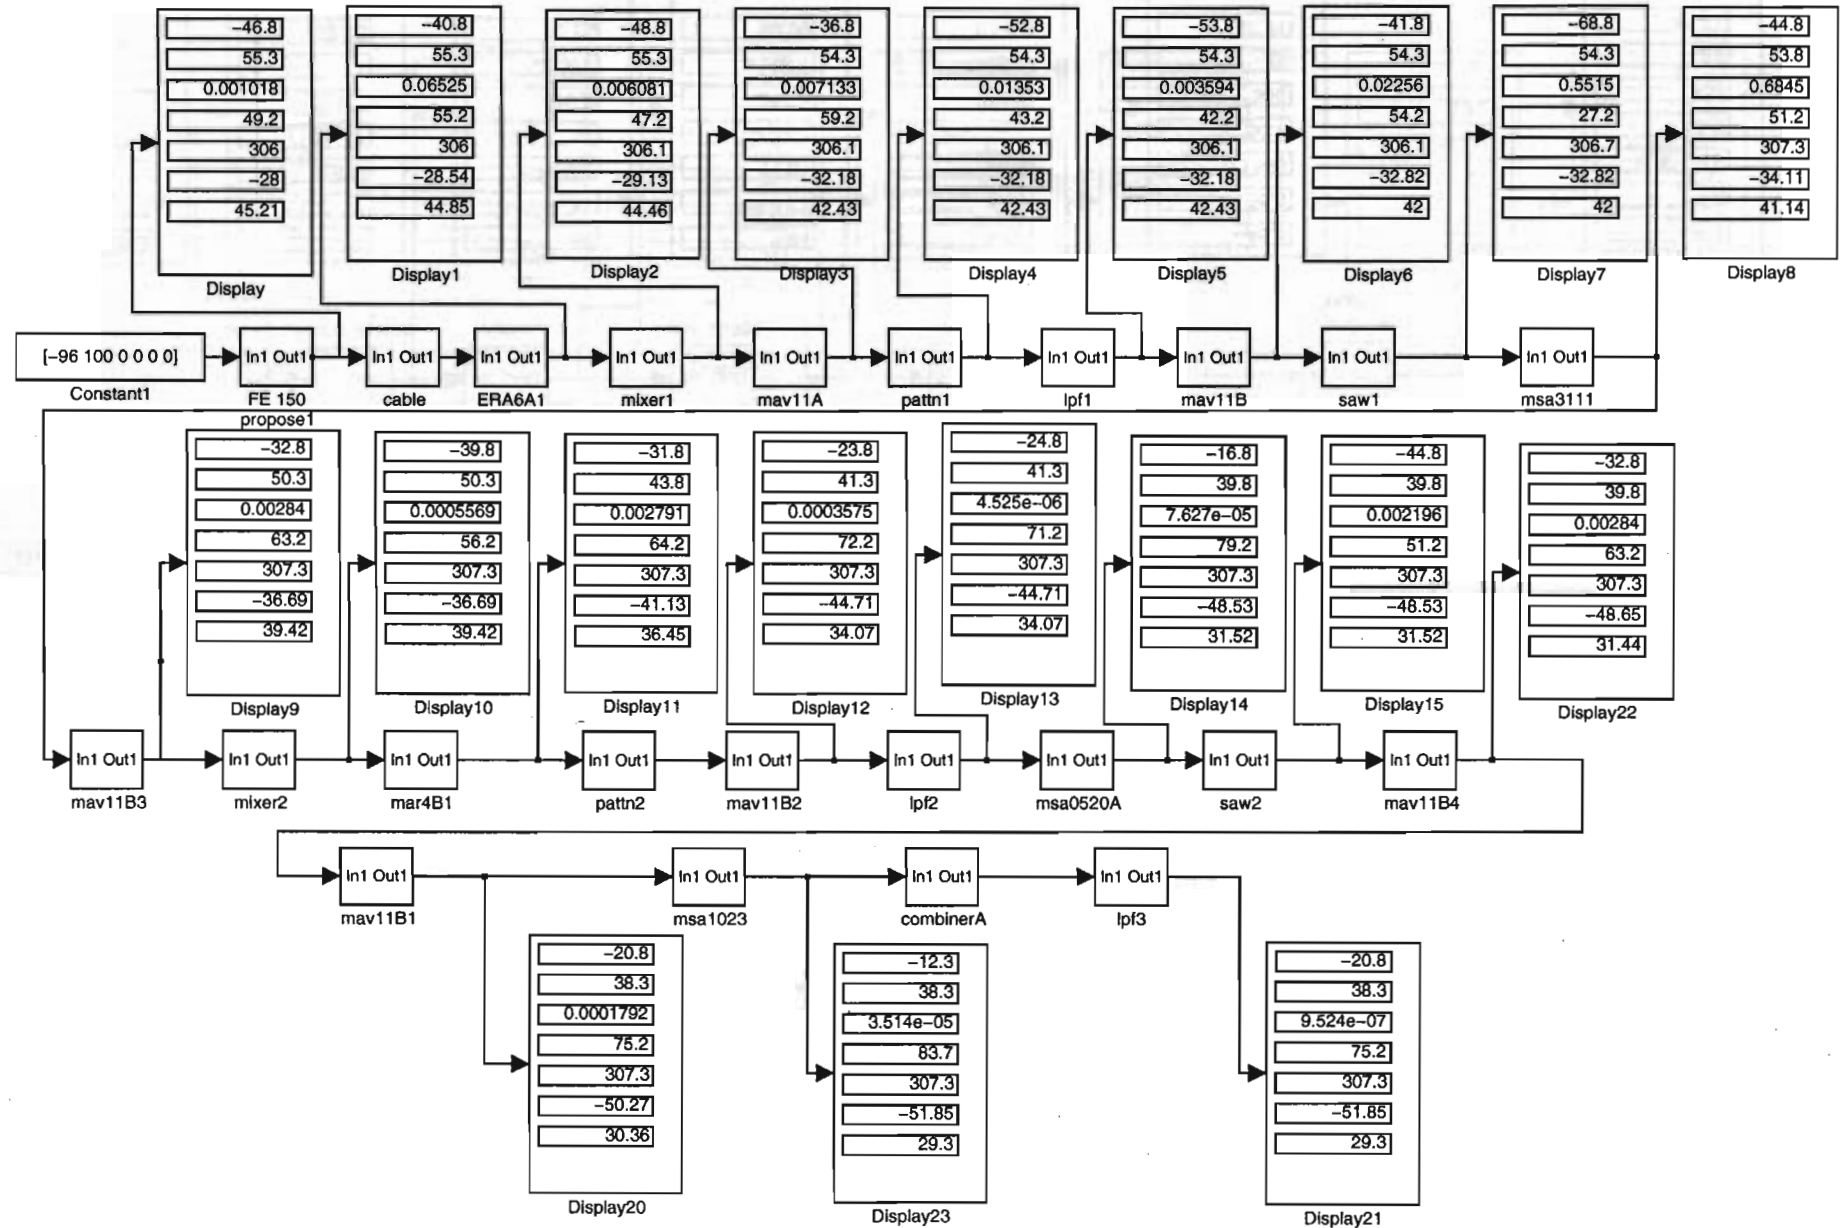 −46.8
55.3
0.001018
49.2
306
−28
45.21
Display
−40.8
55.3
0.06525
55.2
306
−28.54
44.85
Display1
−48.8
55.3
0.006081
47.2
306.1
−29.13
44.46
Display2
−36.8
54.3
0.007133
59.2
306.1
−32.18
42.43
Display3
−52.8
54.3
0.01353
43.2
306.1
−32.18
42.43
Display4
−53.8
54.3
0.003594
42.2
306.1
−32.18
42.43
Display5
−41.8
54.3
0.02256
54.2
306.1
−32.82
42
Display6
−68.8
54.3
0.5515
27.2
306.7
−32.82
42
Display7
−44.8
53.8
0.6845
51.2
307.3
−34.11
41.14
Display8
[−96 100 0 0 0 0 0]
Constant1
In1 Out1
FE 150
propose1
In1 Out1
cable
In1 Out1
ERA6A1
In1 Out1
mixer1
In1 Out1
mav11A
In1 Out1
pattn1
In1 Out1
lpf1
In1 Out1
mav11B
In1 Out1
saw1
In1 Out1
msa3111
−32.8
50.3
0.00284
63.2
307.3
−36.69
39.42
Display9
−39.8
50.3
0.0005569
56.2
307.3
−36.69
39.42
Display10
−31.8
43.8
0.002791
64.2
307.3
−41.13
36.45
Display11
−23.8
41.3
0.0003575
72.2
307.3
−44.71
34.07
Display12
−24.8
41.3
4.525e−06
71.2
307.3
−44.71
34.07
Display13
−16.8
39.8
7.627e−05
79.2
307.3
−48.53
31.52
Display14
−44.8
39.8
0.002196
51.2
307.3
−48.53
31.52
Display15
−32.8
39.8
0.00284
63.2
307.3
−48.65
31.44
Display22
In1 Out1
mav11B3
In1 Out1
mixer2
In1 Out1
mar4B1
In1 Out1
pattn2
In1 Out1
mav11B2
In1 Out1
lpf2
In1 Out1
msa0520A
In1 Out1
saw2
In1 Out1
mav11B4
In1 Out1
mav11B1
In1 Out1
msa1023
In1 Out1
combinerA
In1 Out1
lpf3
−20.8
38.3
0.0001792
75.2
307.3
−50.27
30.36
Display20
−12.3
38.3
3.514e−05
83.7
307.3
−51.85
29.3
Display23
−20.8
38.3
9.524e−07
75.2
307.3
−51.85
29.3
Display21